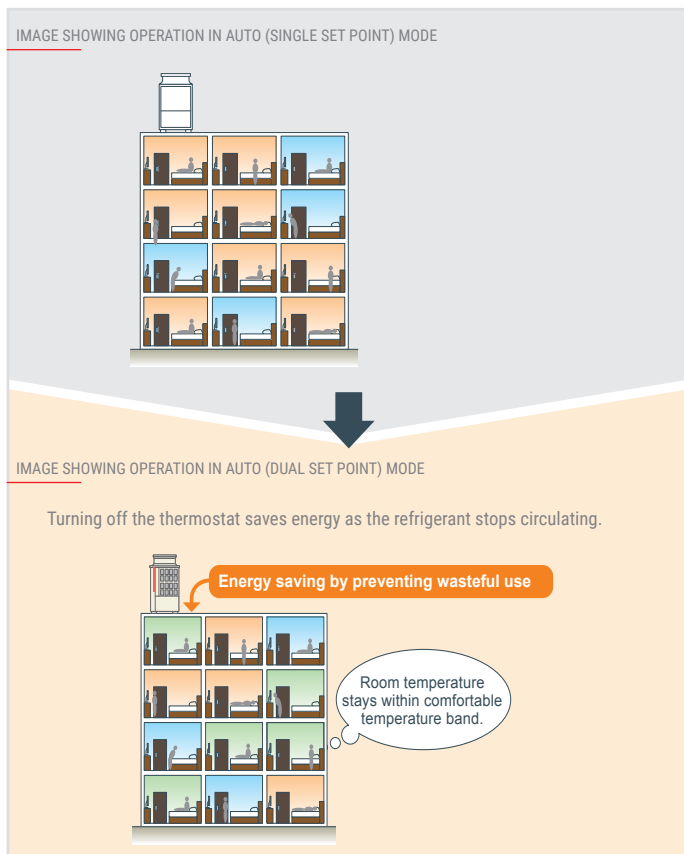 IMAGE SHOWING OPERATION IN AUTO (SINGLE SET POINT) MODE
IMAGE SHOWING OPERATION IN AUTO (DUAL SET POINT) MODE
Turning off the thermostat saves energy as the refrigerant stops circulating.
Energy saving by preventing wasteful use
Room temperature
stays within comfortable
temperature band.